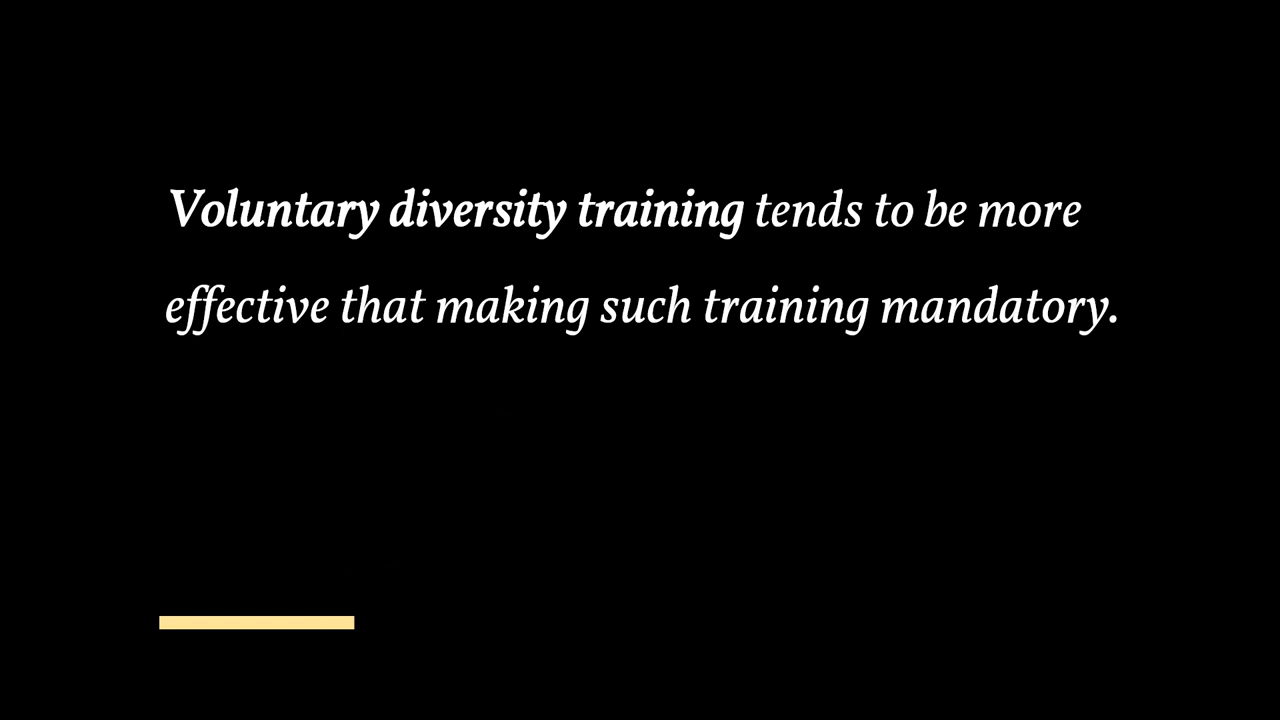 Voluntary diversity training tends to be more
effective that making such training mandatory.